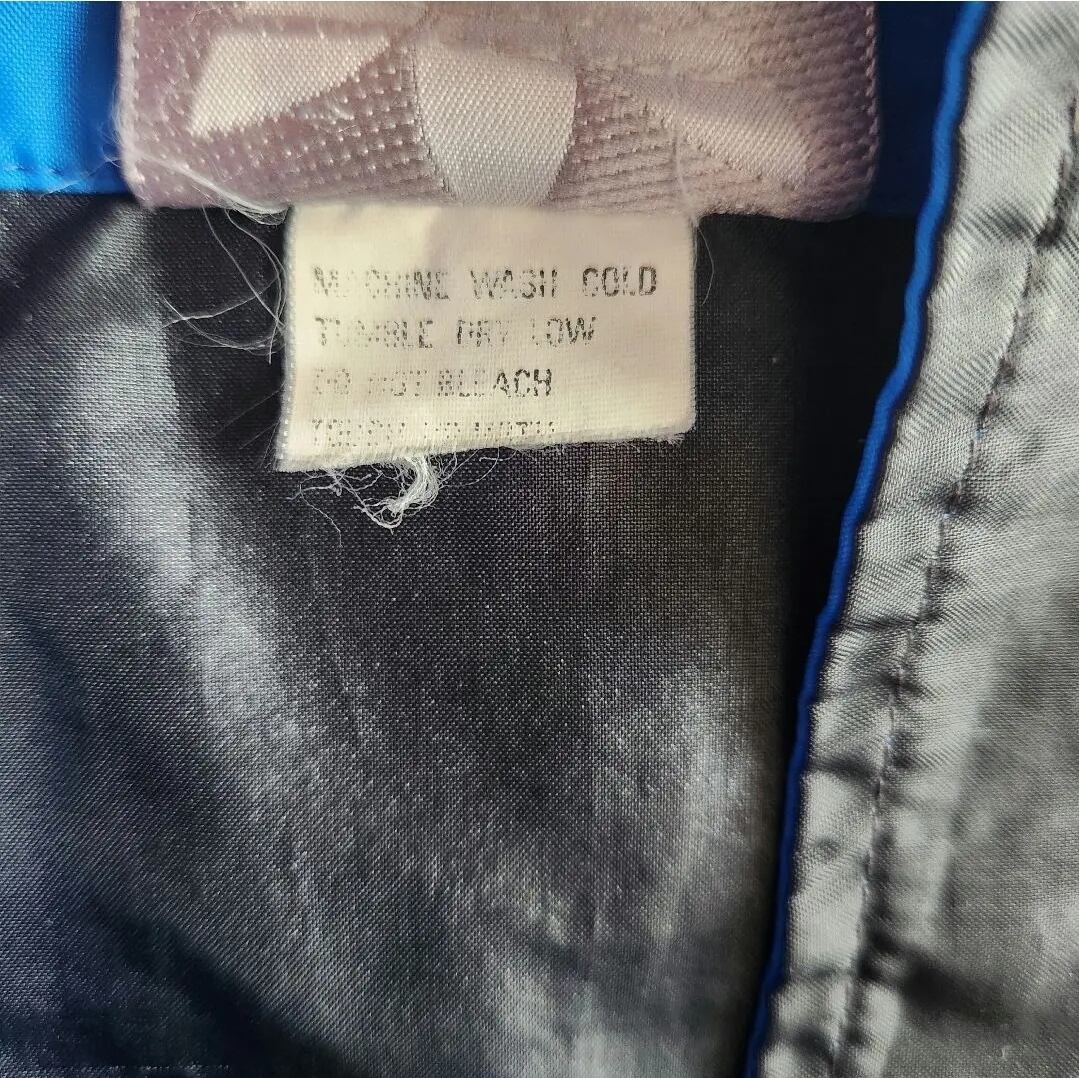 MACHINE WASH COLD
TUMBLE DRY LOW
DO NOT BLEACH